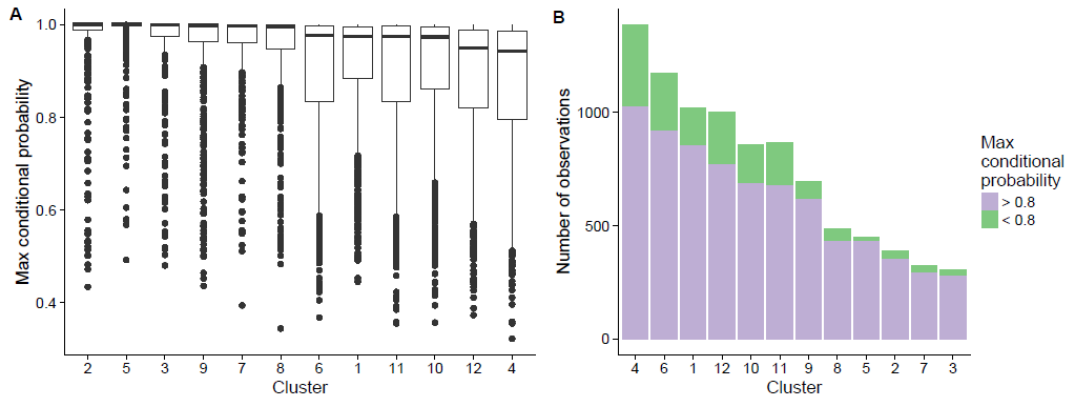 A
Max conditional probability
1.0
0.8
0.6
0.4
2 5 3 9 7 8 6 1 11 10 12 4
Cluster
B
Number of observations
1000
500
0
4 6 1 12 10 11 9 8 5 2 7 3
Cluster
Max
conditional
probability
> 0.8
< 0.8